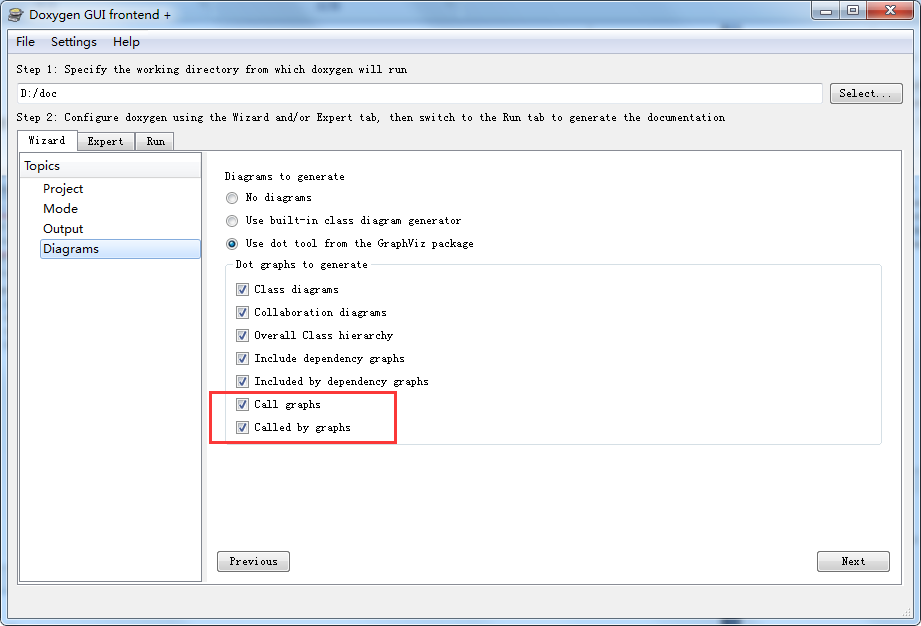 Doxygen GUI frontend +
File Settings Help
Step 1: Specify the working directory from which doxygen will run
D:/doc
Select...
Step 2: Configure doxygen using the Wizard and/or Expert tab, then switch to the Run tab to generate the documentation
Wizard Expert Run
Topics
Project
Mode
Output
Diagrams
Diagrams to generate
No diagrams
Use built-in class diagram generator
Use dot tool from the GraphViz package
Dot graphs to generate
Class diagrams
Collaboration diagrams
Overall Class hierarchy
Include dependency graphs
Included by dependency graphs
Call graphs
Called by graphs
Previous
Next